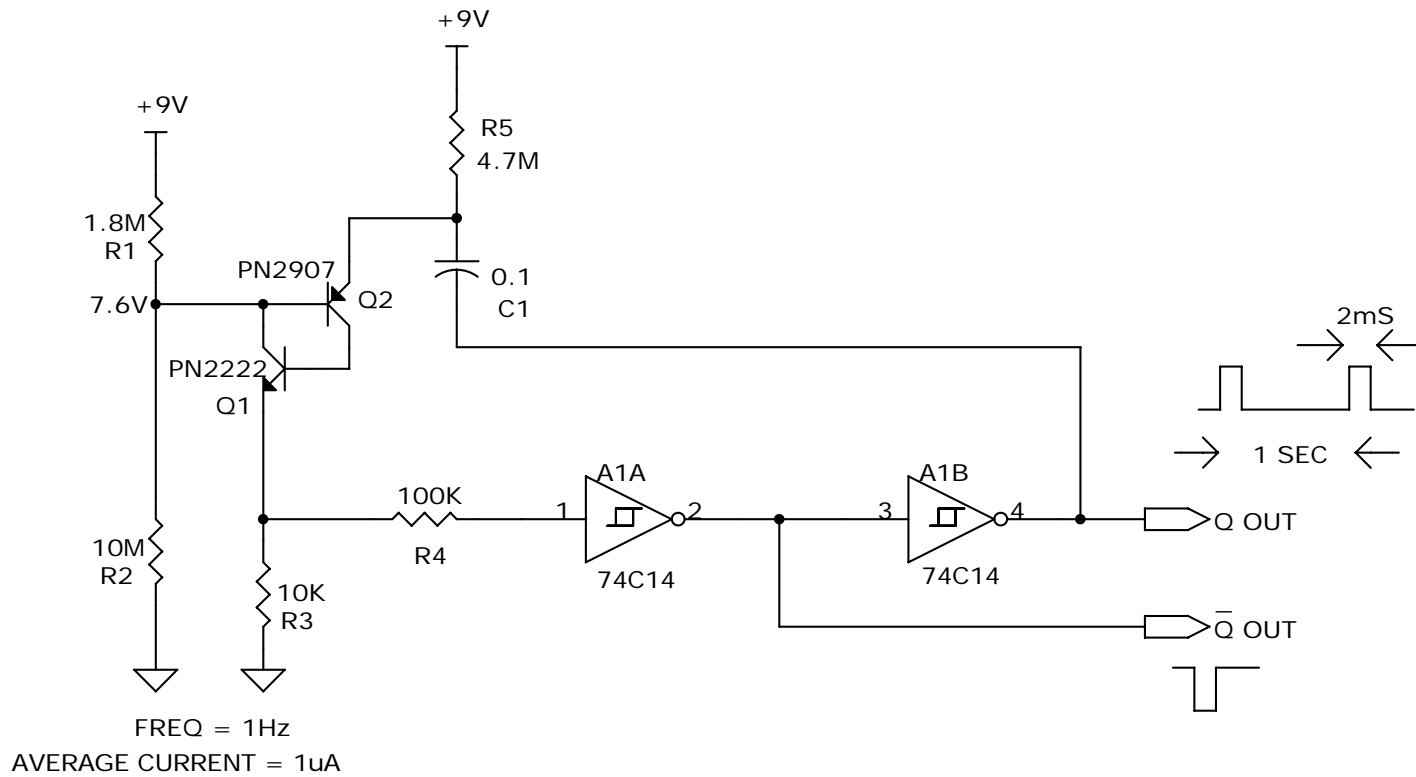 +9V
R5
4.7M
+9V
1.8M
R1
7.6V
PN2907
Q2
0.1
C1
PN2222
Q1
2mS
1 SEC
100K
R4
10M
R2
10K
R3
A1A
1
2
74C14
A1B
3
4
74C14
Q OUT
Q̅ OUT
FREQ = 1Hz
AVERAGE CURRENT = 1uA